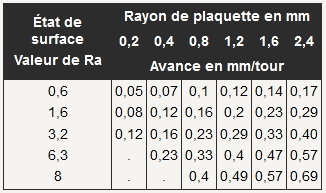 État de surface Valeur de Ra
Rayon de plaquette en mm
0,2 0,4 0,8 1,2 1,6 2,4
Avance en mm/tour
0,6 0,05 0,07 0,1 0,12 0,14 0,17
1,6 0,08 0,12 0,16 0,2 0,23 0,29
3,2 0,12 0,16 0,23 0,29 0,33 0,40
6,3 . 0,23 0,33 0,4 0,47 0,57
8 . . 0,4 0,49 0,57 0,69